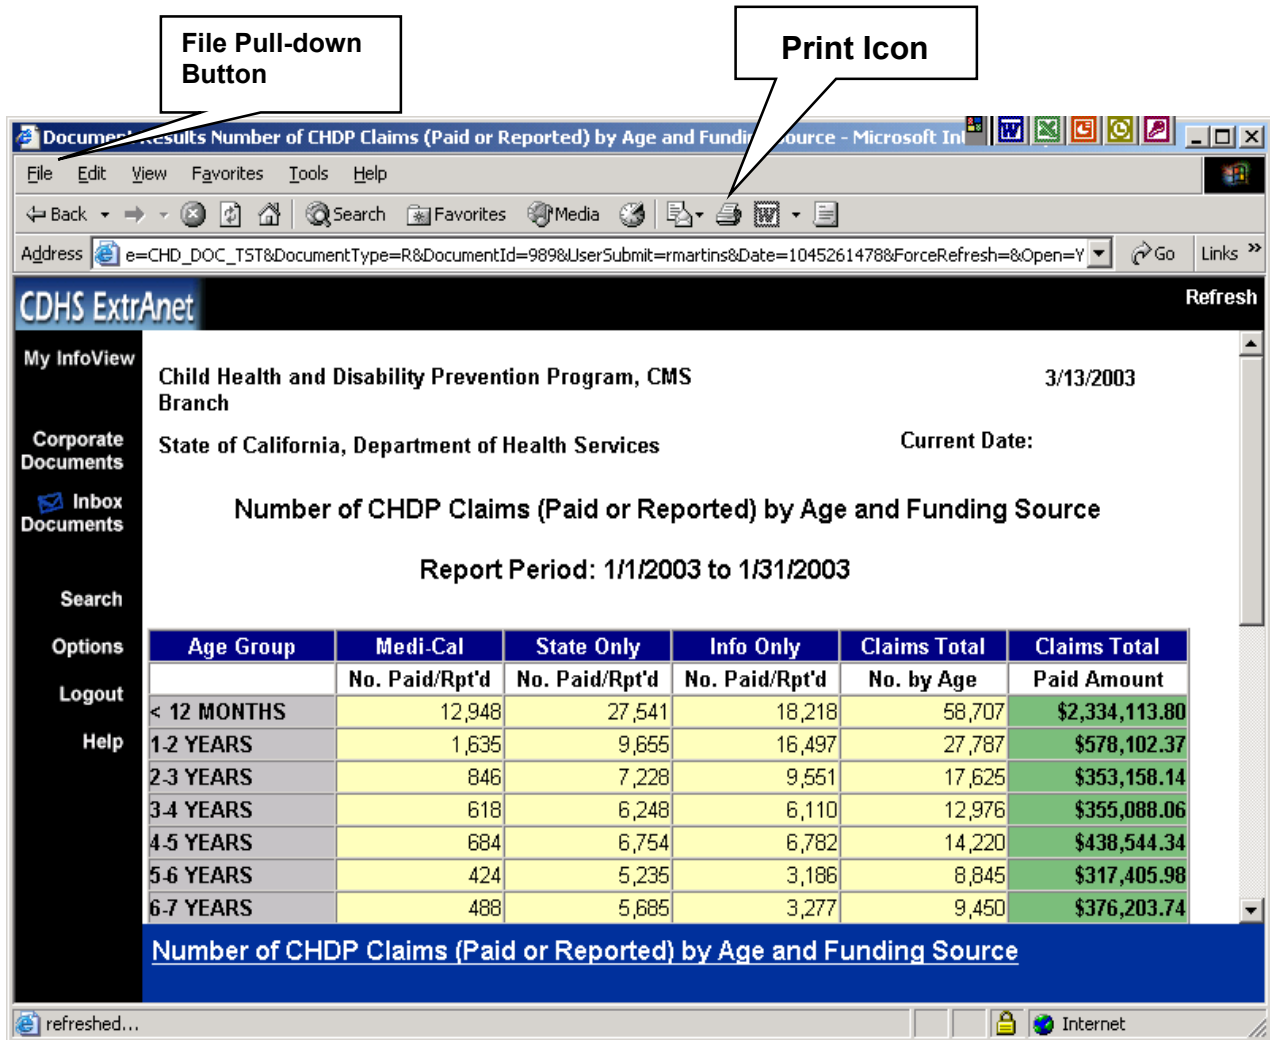 File Pull-down
Button
Print Icon
Document Results Number of CHDP Claims (Paid or Reported) by Age and Funding Source - Microsoft Int
File Edit View Favorites Tools Help
Back Search Favorites Media
Address e=CHD_DOC_TST&DocumentType=R&DocumentId=989&UserSubmit=rmartins&Date=1045261478&ForceRefresh=&Open=Y Go Links »
CDHS ExtrAnet Refresh
My InfoView
Corporate
Documents
Inbox
Documents
Search
Options
Logout
Help
Child Health and Disability Prevention Program, CMS
Branch
3/13/2003
State of California, Department of Health Services
Current Date:
Number of CHDP Claims (Paid or Reported) by Age and Funding Source
Report Period: 1/1/2003 to 1/31/2003
Age Group Medi-Cal State Only Info Only Claims Total Claims Total
No. Paid/Rpt'd No. Paid/Rpt'd No. Paid/Rpt'd No. by Age Paid Amount
< 12 MONTHS 12,948 27,541 18,218 58,707 $2,334,113.80
1-2 YEARS 1,635 9,655 16,497 27,787 $578,102.37
2-3 YEARS 846 7,228 9,551 17,625 $353,158.14
3-4 YEARS 618 6,248 6,110 12,976 $355,088.06
4-5 YEARS 684 6,754 6,782 14,220 $438,544.34
5-6 YEARS 424 5,235 3,186 8,845 $317,405.98
6-7 YEARS 488 5,685 3,277 9,450 $376,203.74
Number of CHDP Claims (Paid or Reported) by Age and Funding Source
refreshed... Internet